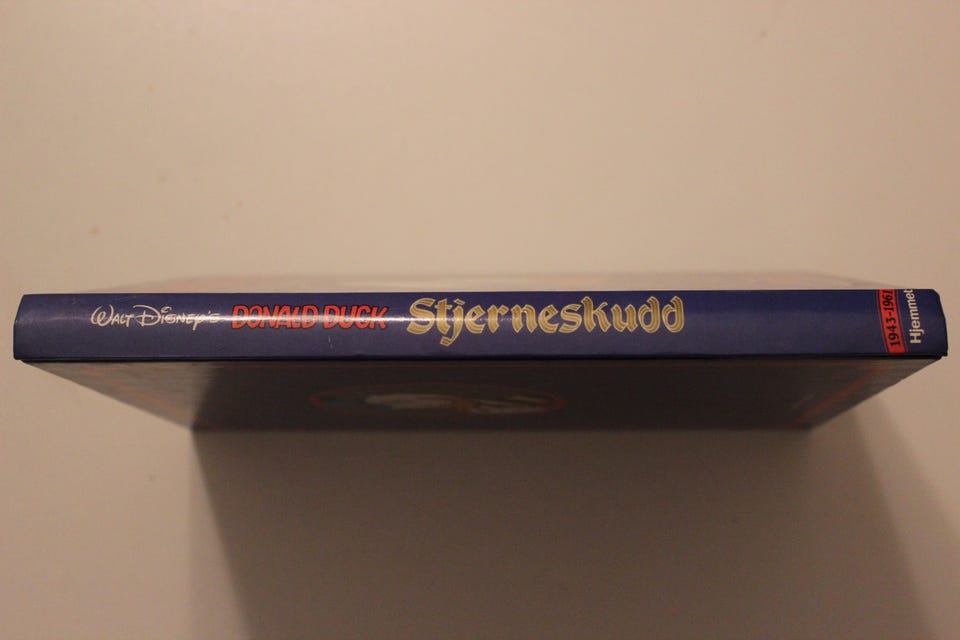 WALT DISNEY'S DONALD DUCK Stjerneskudd
1943-1967
Hjemmet